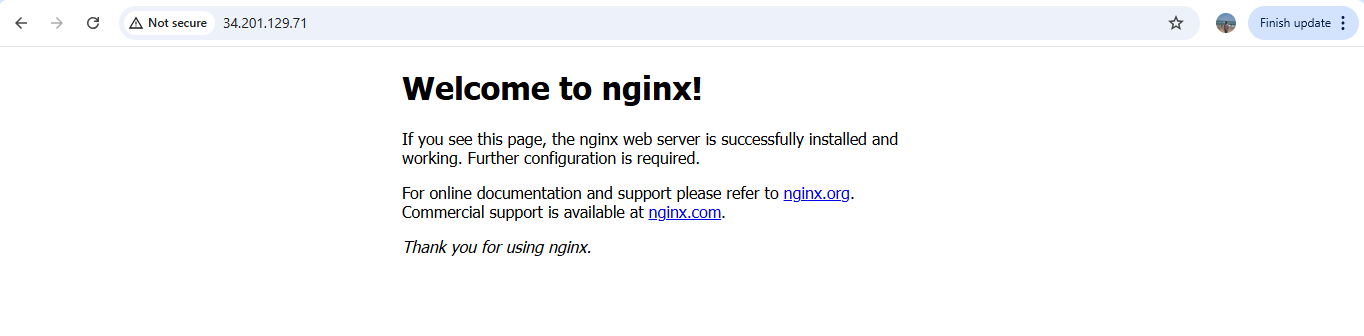 Not secure 34.201.129.71 Finish update
Welcome to nginx!
If you see this page, the nginx web server is successfully installed and
working. Further configuration is required.
For online documentation and support please refer to nginx.org.
Commercial support is available at nginx.com.
Thank you for using nginx.